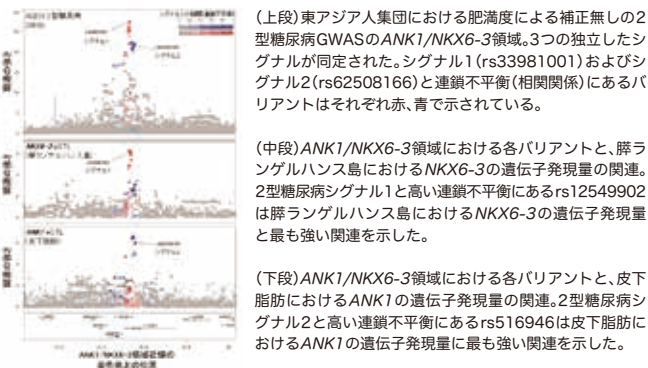 (上段)東アジア人集団における肥満度による補正無しの2
型糖尿病GWASのANK1/NKX6-3領域。3つの独立したシ
グナルが同定された。シグナル1(rs33981001)およびシ
グナル2(rs62508166)と連鎖不平衡(相関関係)にあるバ
リアントはそれぞれ赤、青で示されている。
(中段)ANK1/NKX6-3領域における各バリアントと、膵ラ
ンゲルハンス島におけるNKX6-3の遺伝子発現量の関連。
2型糖尿病シグナル1と高い連鎖不平衡にあるrs12549902
は膵ランゲルハンス島におけるNKX6-3の遺伝子発現量
と最も強い関連を示した。
(下段)ANK1/NKX6-3領域における各バリアントと、皮下
脂肪におけるANK1の遺伝子発現量の関連。2型糖尿病シ
グナル2と高い連鎖不平衡にあるrs516946は皮下脂肪に
おけるANK1の遺伝子発現量に最も強い関連を示した。
ANK1/NKX6-3領域近傍の
染色体上の位置